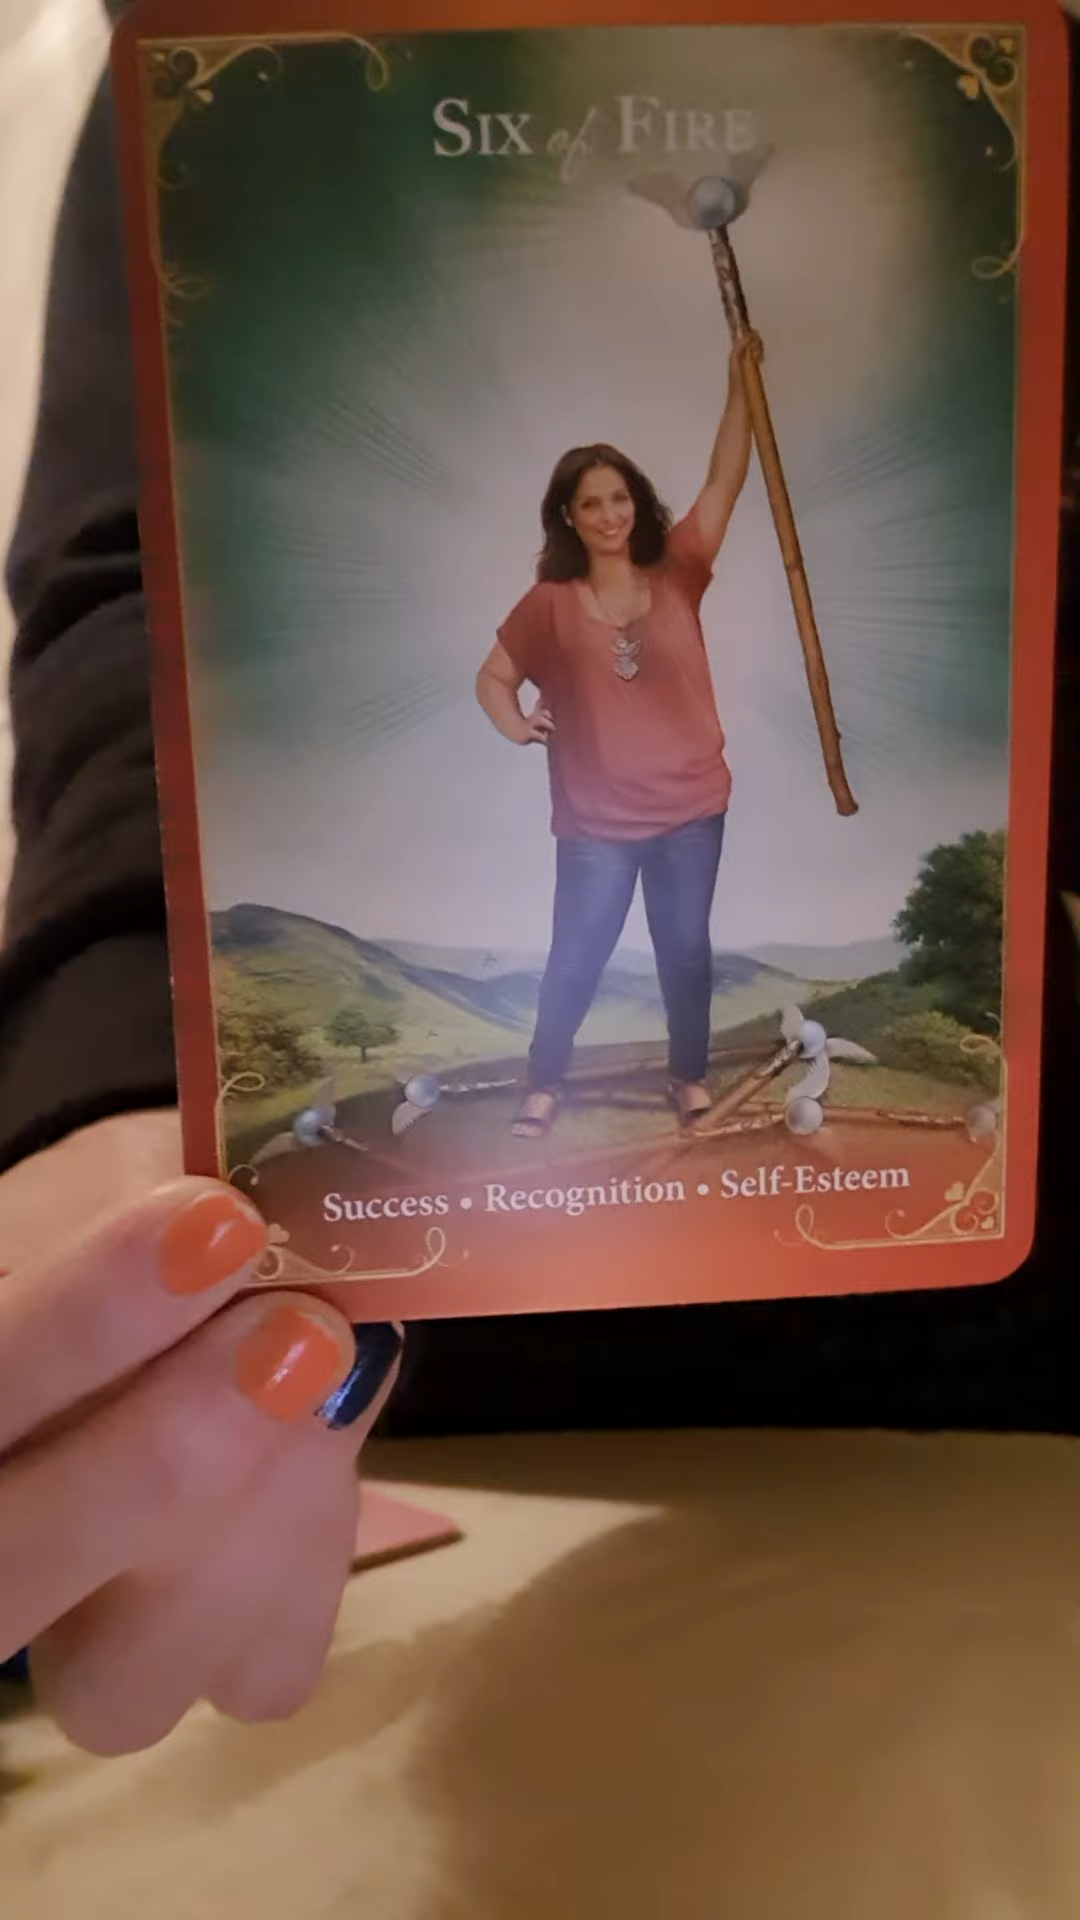 Six of Fire
Success • Recognition • Self-Esteem